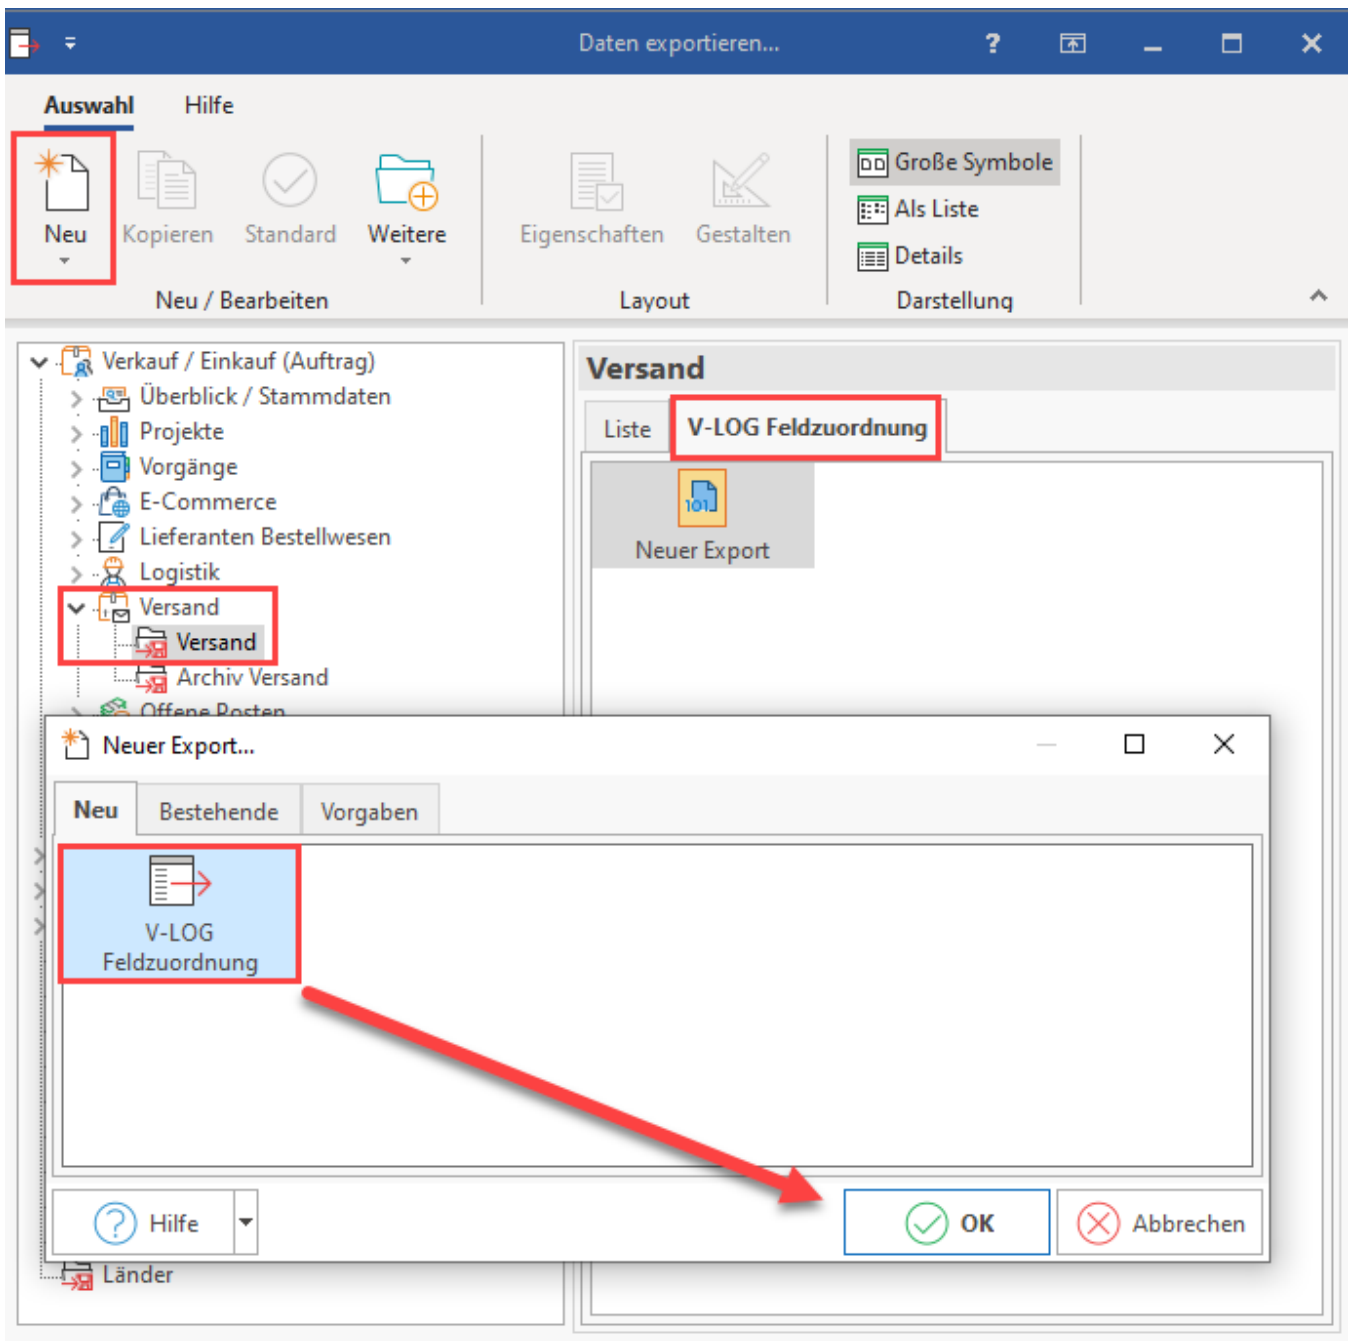 Daten exportieren...
?
Auswahl Hilfe
Neu Kopieren Standard Weitere
Eigenschaften Gestalten
Große Symbole
Als Liste
Details
Neu / Bearbeiten Layout Darstellung
Verkauf / Einkauf (Auftrag)
Überblick / Stammdaten
Projekte
Vorgänge
E-Commerce
Lieferanten Bestellwesen
Logistik
Versand
Versand
Archiv Versand
Offene Posten
Versand
Liste V-LOG Feldzuordnung
101
Neuer Export
Neuer Export...
Neu Bestehende Vorgaben
V-LOG
Feldzuordnung
? Hilfe OK Abbrechen
Länder